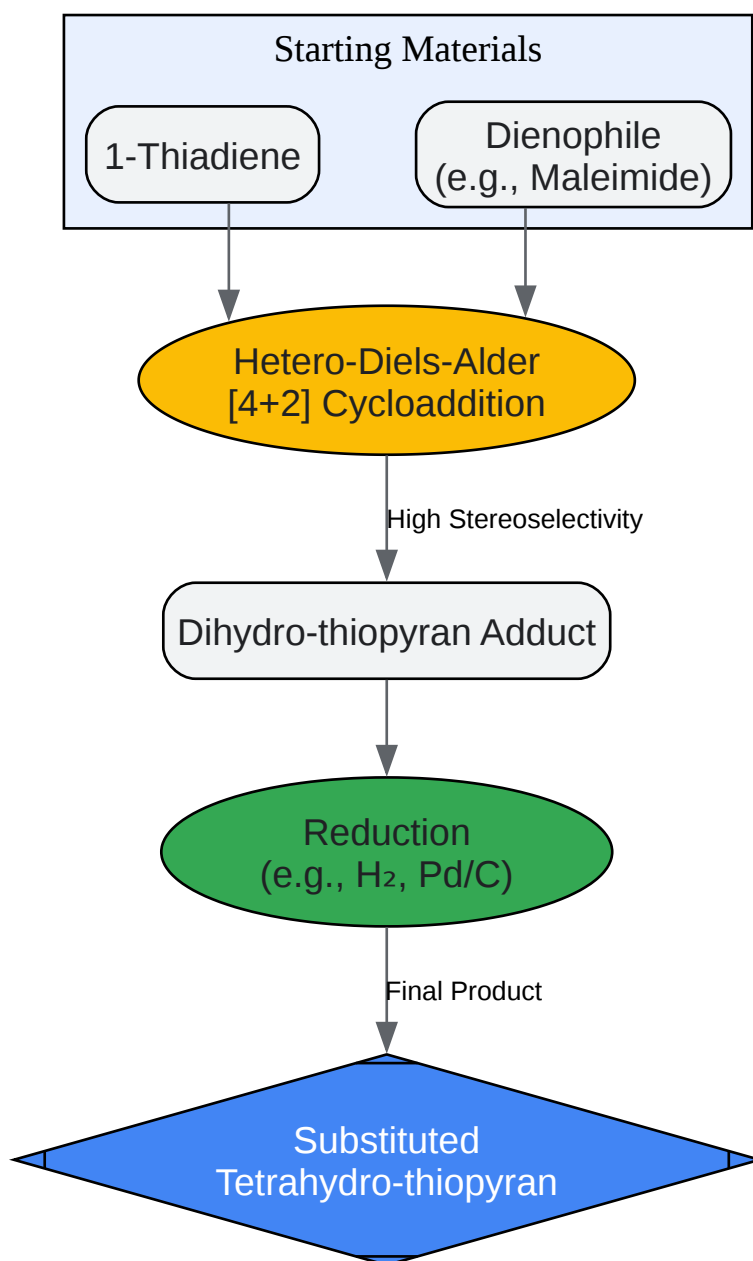 Starting Materials
1-Thiadiene
Dienophile
(e.g., Maleimide)
Hetero-Diels-Alder
[4+2] Cycloaddition
High Stereoselectivity
Dihydro-thiopyran Adduct
Reduction
(e.g., H₂, Pd/C)
Final Product
Substituted
Tetrahydro-thiopyran